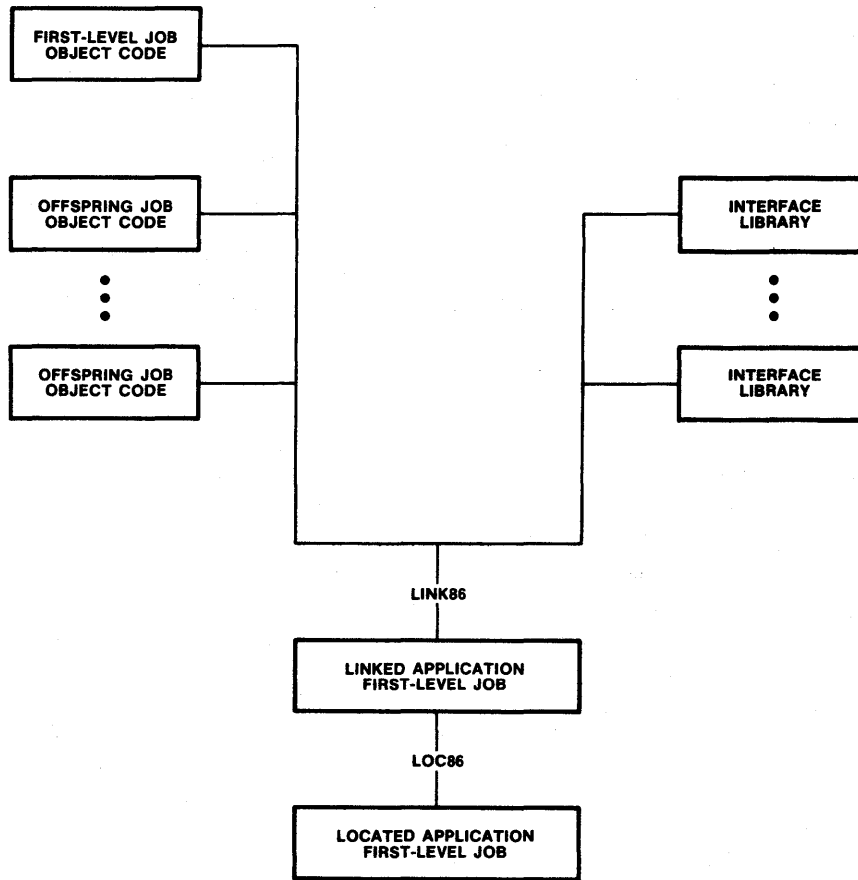 FIRST-LEVEL JOB
OBJECT CODE
OFFSPRING JOB
OBJECT CODE
INTERFACE
LIBRARY
OFFSPRING JOB
OBJECT CODE
INTERFACE
LIBRARY
LINK86
LINKED APPLICATION
FIRST-LEVEL JOB
LOC86
LOCATED APPLICATION
FIRST-LEVEL JOB